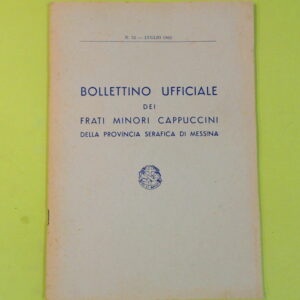 BOLLETTINO UFFICIALE
DEI
FRATI MINORI CAPPUCCINI
DELLA PROVINCIA SERAFICA DI MESSINA